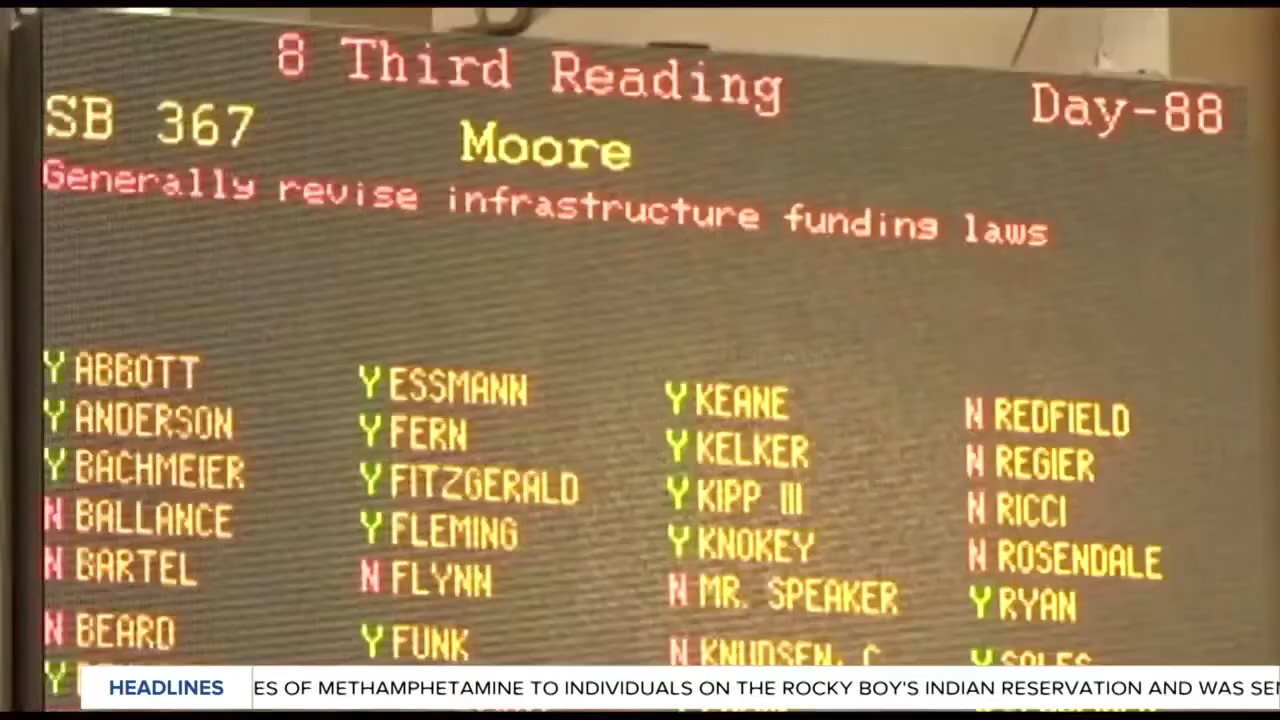 8 Third Reading
Day-88
SB 367
Moore
Generally revise infrastructure funding laws
Y ABBOTT
Y ANDERSON
Y BACHMEIER
N BALLANCE
N BARTEL
N BEARD
Y
Y ESSMANN
Y FERN
Y FITZGERALD
Y FLEMING
N FLYNN
Y FUNK
Y KEANE
Y KELKER
Y KIPP III
Y KNOKEY
N MR. SPEAKER
N KNUDSEN, C
N REDFIELD
N REGIER
N RICCI
N ROSENDALE
Y RYAN
Y SALES
HEADLINES
ES OF METHAMPHETAMINE TO INDIVIDUALS ON THE ROCKY BOY'S INDIAN RESERVATION AND WAS SE